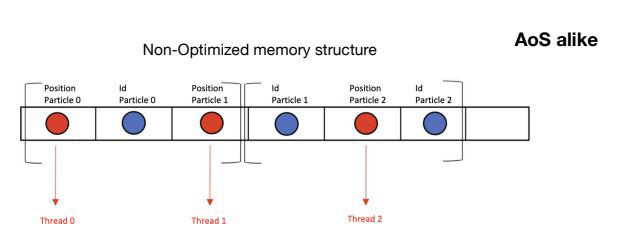 AoS alike
Non-Optimized memory structure
Position
Particle 0
Id
Particle 0
Position
Particle 1
Id
Particle 1
Position
Particle 2
Id
Particle 2
Thread 0
Thread 1
Thread 2